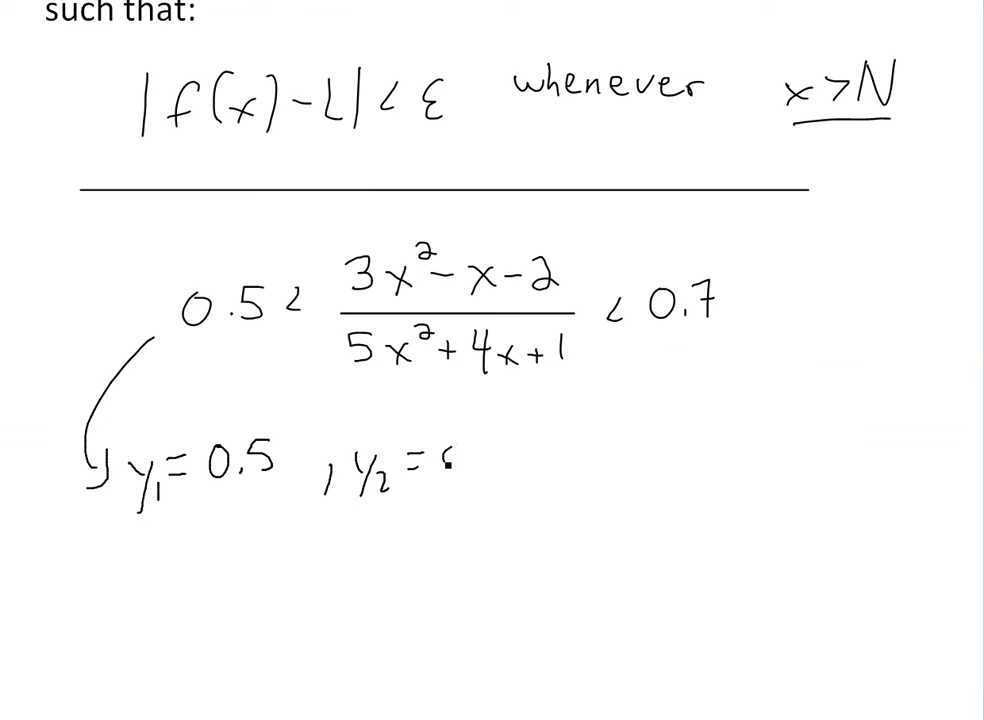 such that:
|f(x)-L| < ε whenever x > N
0.5 < (3x²-x-2)/(5x²+4x+1) < 0.7
y₁ = 0.5 , y₂ =